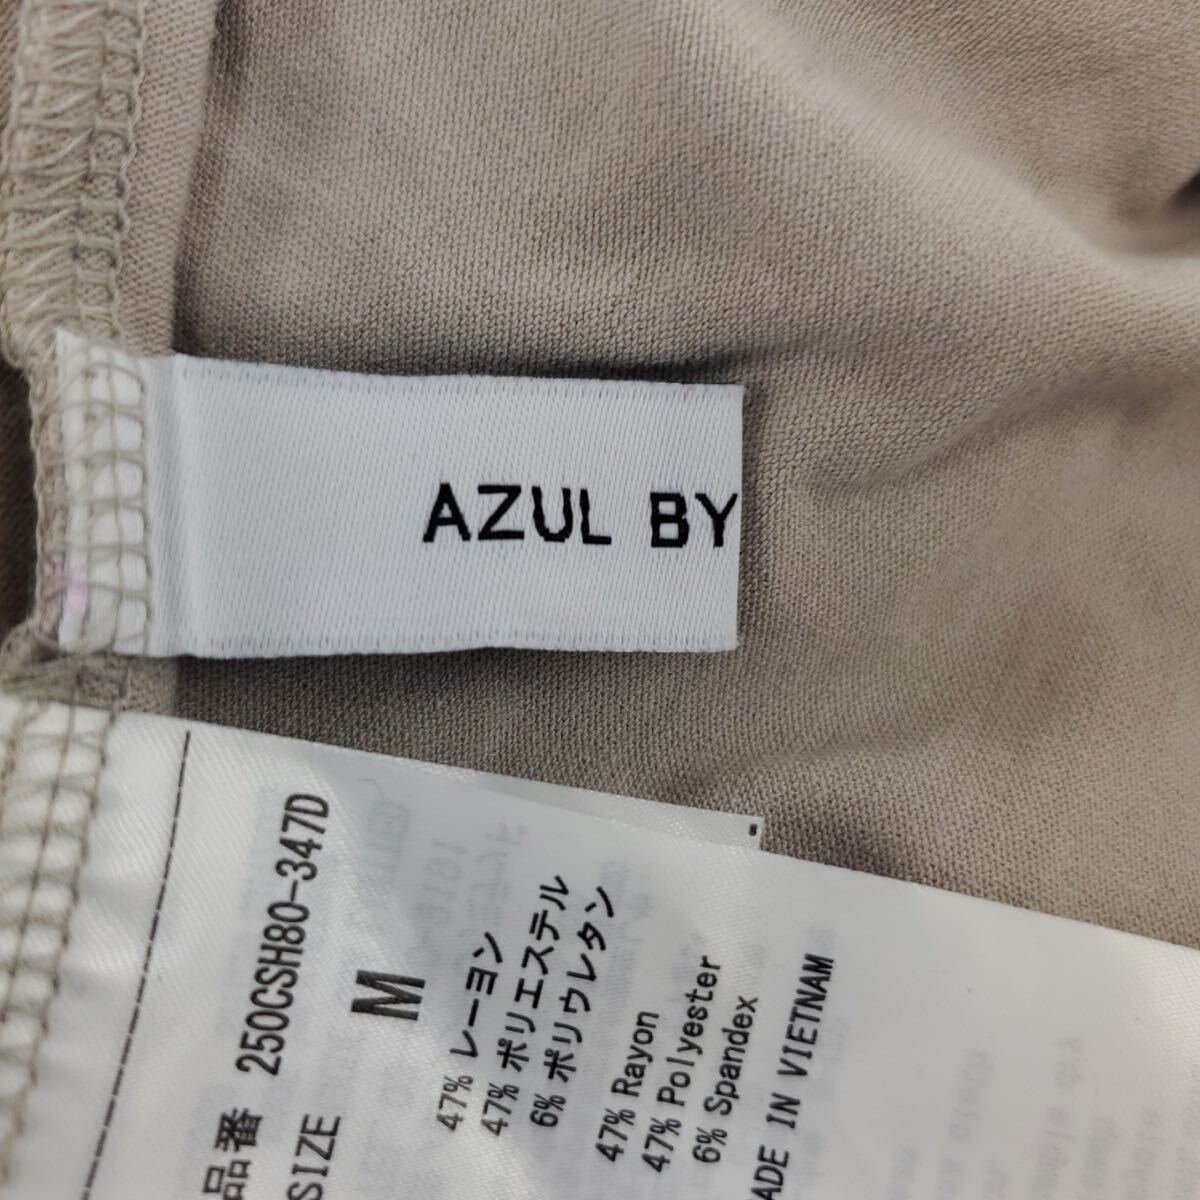 AZUL BY
品番 250CSH80-347D
SIZE
M
47% レーヨン
47% ポリエステル
6% ポリウレタン
47% Rayon
47% Polyester
6% Spandex
ADE IN VIETNAM